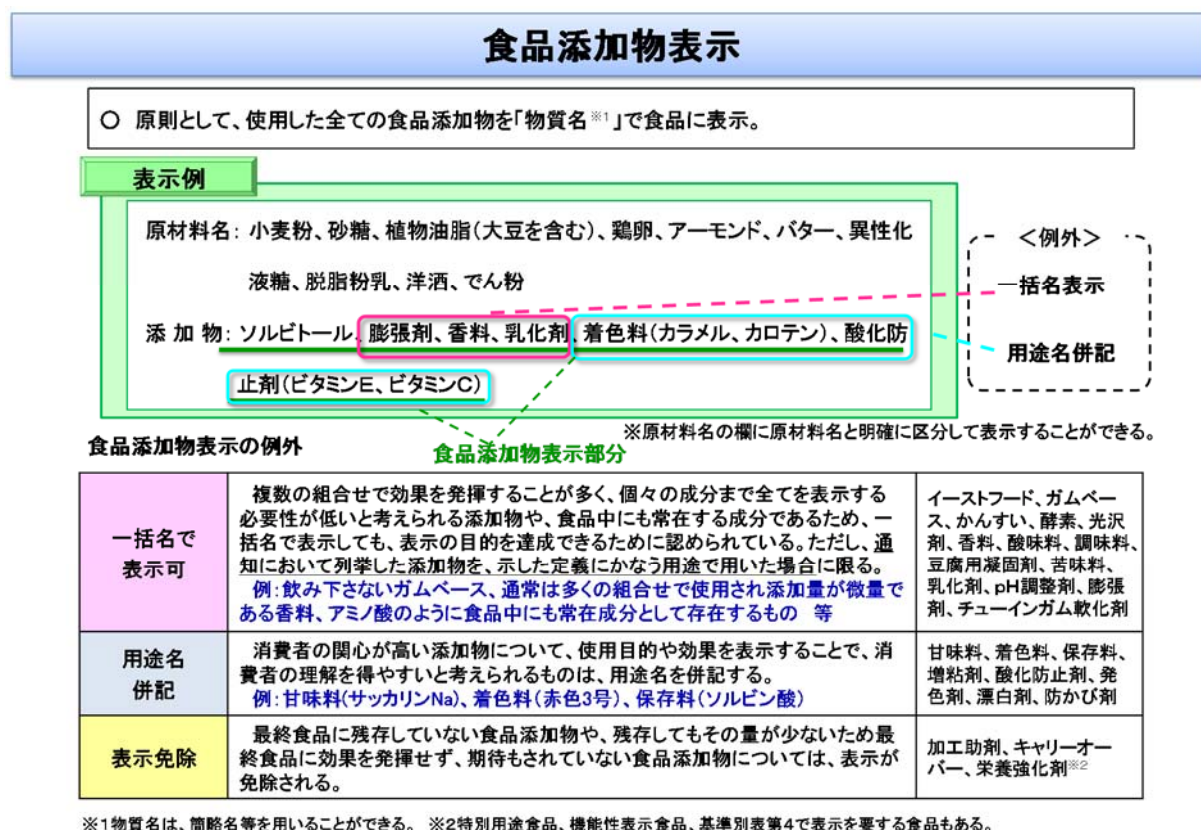 食品添加物表示
○ 原則として、使用した全ての食品添加物を「物質名※1」で食品に表示。
表示例
原材料名: 小麦粉、砂糖、植物油脂(大豆を含む)、鶏卵、アーモンド、バター、異性化
液糖、脱脂粉乳、洋酒、でん粉
添 加 物: ソルビトール、膨張剤、香料、乳化剤、着色料(カラメル、カロテン)、酸化防
止剤(ビタミンE、ビタミンC)
<例外>
一括名表示
用途名併記
※原材料名の欄に原材料名と明確に区分して表示することができる。
食品添加物表示部分
食品添加物表示の例外
一括名で
表示可
複数の組合せで効果を発揮することが多く、個々の成分まで全てを表示する
必要性が低いと考えられる添加物や、食品中にも常在する成分であるため、一
括名で表示しても、表示の目的を達成できるために認められている。ただし、通
知において列挙した添加物を、示した定義にかなう用途で用いた場合に限る。
例:飲み下さないガムベース、通常は多くの組合せで使用され添加量が微量で
ある香料、アミノ酸のように食品中にも常在成分として存在するもの 等
イーストフード、ガムベー
ス、かんすい、酵素、光沢
剤、香料、酸味料、調味料、
豆腐用凝固剤、苦味料、
乳化剤、pH調整剤、膨張
剤、チューインガム軟化剤
用途名
併記
消費者の関心が高い添加物について、使用目的や効果を表示することで、消
費者の理解を得やすいと考えられるものは、用途名を併記する。
例:甘味料(サッカリンNa)、着色料(赤色3号)、保存料(ソルビン酸)
甘味料、着色料、保存料、
増粘剤、酸化防止剤、発
色剤、漂白剤、防かび剤
表示免除
最終食品に残存していない食品添加物や、残存してもその量が少ないため最
終食品に効果を発揮せず、期待もされていない食品添加物については、表示が
免除される。
加工助剤、キャリーオー
バー、栄養強化剤※2
※1物質名は、簡略名等を用いることができる。 ※2特別用途食品、機能性表示食品、基準別表第4で表示を要する食品もある。